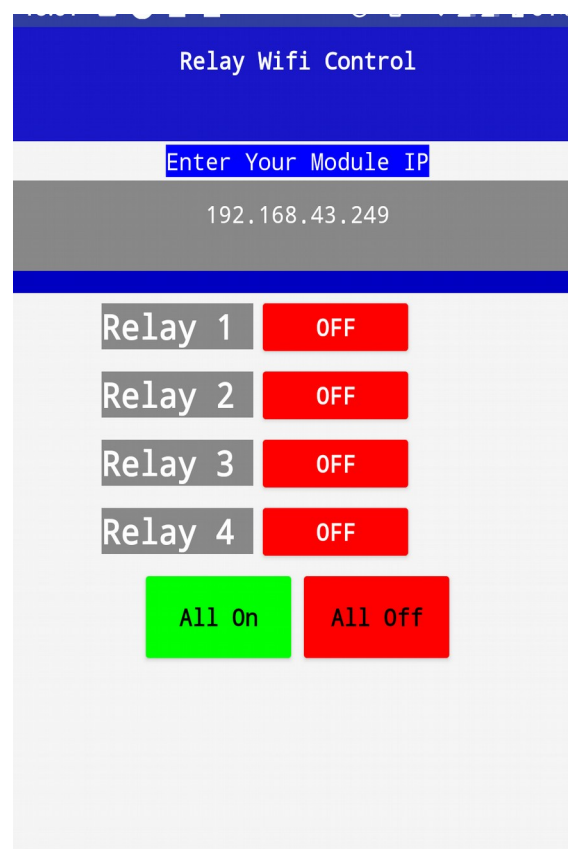 Relay Wifi Control
Enter Your Module IP
192.168.43.249
Relay 1 OFF
Relay 2 OFF
Relay 3 OFF
Relay 4 OFF
All On All Off